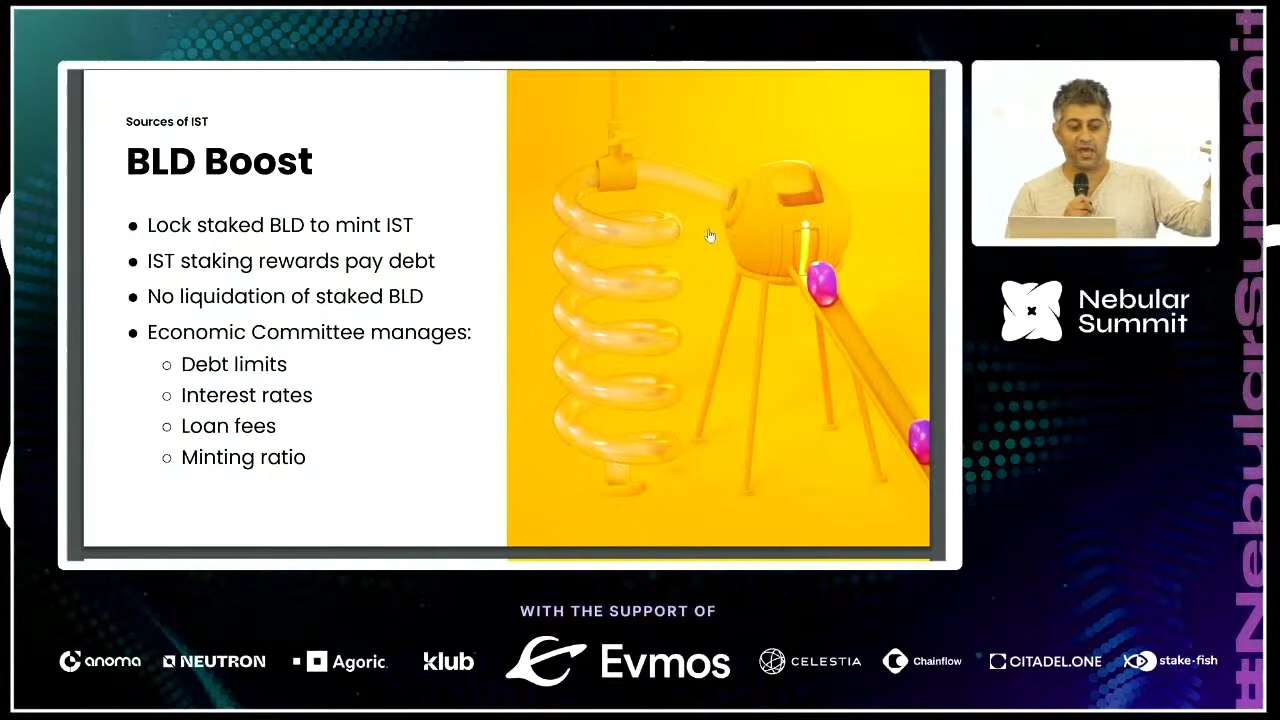 Sources of IST
BLD Boost
● Lock staked BLD to mint IST
● IST staking rewards pay debt
● No liquidation of staked BLD
● Economic Committee manages:
○ Debt limits
○ Interest rates
○ Loan fees
○ Minting ratio
Nebular
Summit
#NebularSummit
WITH THE SUPPORT OF
anoma
NEUTRON
Agoric
klub
Evmos
CELESTIA
Chainflow
CITADEL.ONE
stake·fish